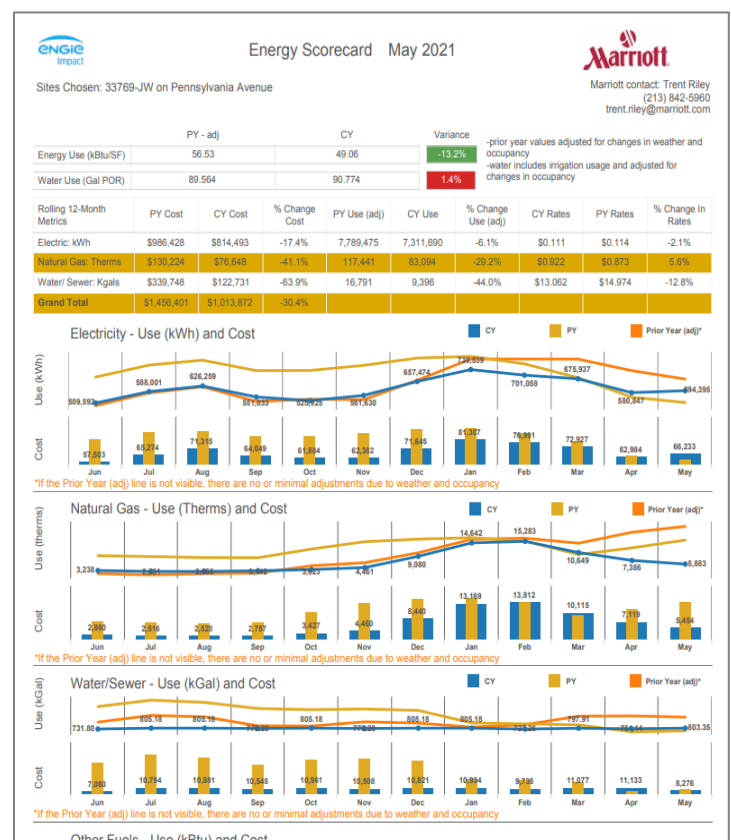 ENGIE
Impact
Energy Scorecard May 2021
Marriott
Sites Chosen: 33769-JW on Pennsylvania Avenue
Marriott contact: Trent Riley
(213) 842-5960
trent.riley@marriott.com
PY - adj CY Variance
Energy Use (kBtu/SF) 56.53 49.06 -13.2%
Water Use (Gal POR) 89.564 90.774 1.4%
-prior year values adjusted for changes in weather and
occupancy
-water includes irrigation usage and adjusted for
changes in occupancy
Rolling 12-Month
Metrics
PY Cost CY Cost % Change
Cost
PY Use (adj) CY Use % Change
Use (adj)
CY Rates PY Rates % Change In
Rates
Electric: kWh $986,428 $814,493 -17.4% 7,789,475 7,311,690 -6.1% $0.111 $0.114 -2.1%
Natural Gas: Therms $130,224 $76,648 -41.1% 117,441 83,094 -29.2% $0.922 $0.873 5.6%
Water/ Sewer: Kgals $339,748 $122,731 -63.9% 16,791 9,396 -44.0% $13.062 $14.974 -12.8%
Grand Total $1,456,401 $1,013,872 -30.4%
Electricity - Use (kWh) and Cost
CY PY Prior Year (adj)*
Use (kWh)
509,592 588,001 626,259 657,474 701,058 675,937 580,847
Cost
57,503 65,274 71,315 64,049 61,884 62,382 71,645 81,307 76,991 72,927 62,984 66,233
Jun Jul Aug Sep Oct Nov Dec Jan Feb Mar Apr May
*If the Prior Year (adj) line is not visible, there are no or minimal adjustments due to weather and occupancy
Natural Gas - Use (Therms) and Cost
CY PY Prior Year (adj)*
Use (therms)
3,238 9,080 14,642 15,283 10,649 7,386 5,883
Cost
2,860 2,516 2,520 2,787 3,427 4,460 8,440 13,169 13,812 10,115 7,119 5,454
Jun Jul Aug Sep Oct Nov Dec Jan Feb Mar Apr May
*If the Prior Year (adj) line is not visible, there are no or minimal adjustments due to weather and occupancy
Water/Sewer - Use (kGal) and Cost
CY PY Prior Year (adj)*
Use (kGal)
731.80 805.18 805.18 805.18 805.18 805.18 797.91 803.35
Cost
7,060 10,794 10,881 10,548 10,961 10,508 10,821 10,934 9,738 11,077 11,133 8,276
Jun Jul Aug Sep Oct Nov Dec Jan Feb Mar Apr May
*If the Prior Year (adj) line is not visible, there are no or minimal adjustments due to weather and occupancy
Other Fuels - Use (kBtu) and Cost